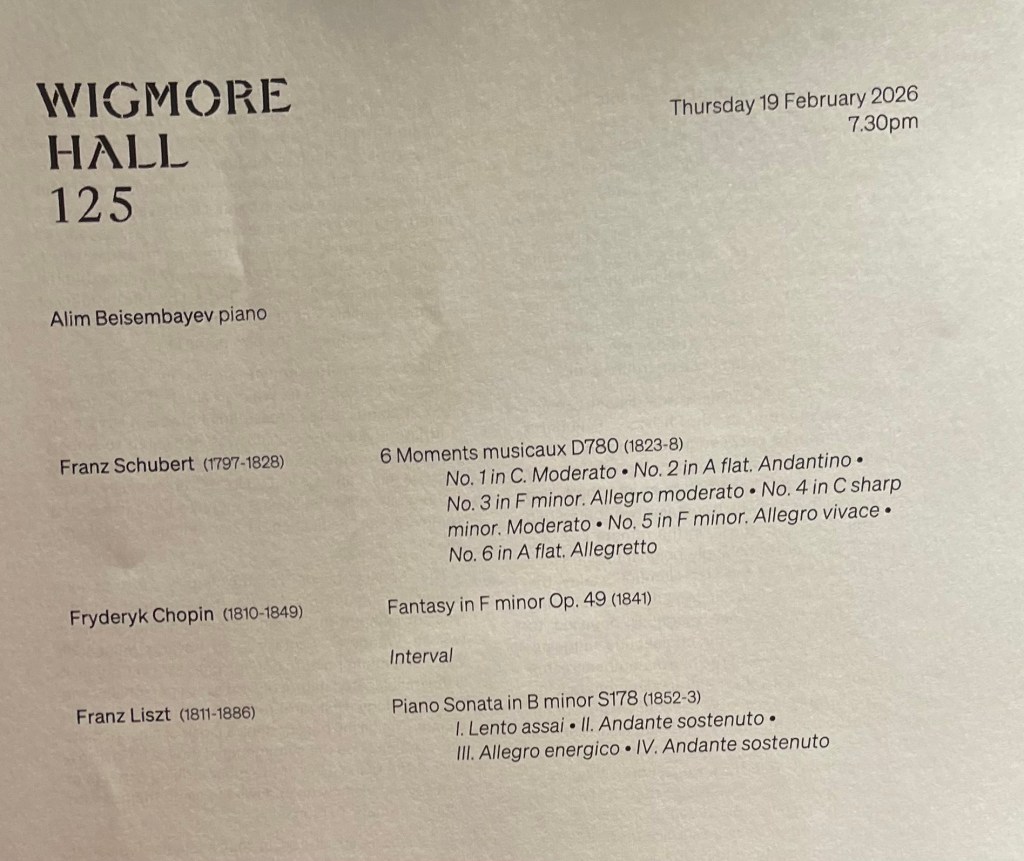 WIGMORE
HALL
125
Thursday 19 February 2026
7.30pm
Alim Beisembayev piano
Franz Schubert (1797-1828)
6 Moments musicaux D780 (1823-8)
No. 1 in C. Moderato • No. 2 in A flat. Andantino •
No. 3 in F minor. Allegro moderato • No. 4 in C sharp
minor. Moderato • No. 5 in F minor. Allegro vivace •
No. 6 in A flat. Allegretto
Fryderyk Chopin (1810-1849)
Fantasy in F minor Op. 49 (1841)
Interval
Franz Liszt (1811-1886)
Piano Sonata in B minor S178 (1852-3)
I. Lento assai • II. Andante sostenuto •
III. Allegro energico • IV. Andante sostenuto